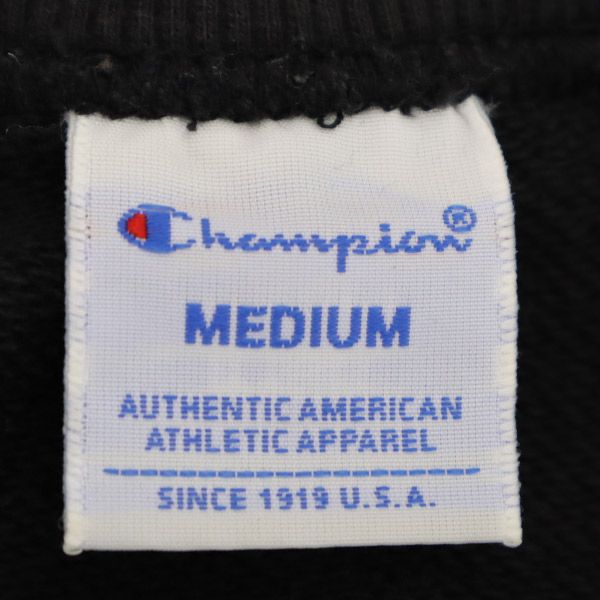 Champion®
MEDIUM
AUTHENTIC AMERICAN
ATHLETIC APPAREL
SINCE 1919 U.S.A.